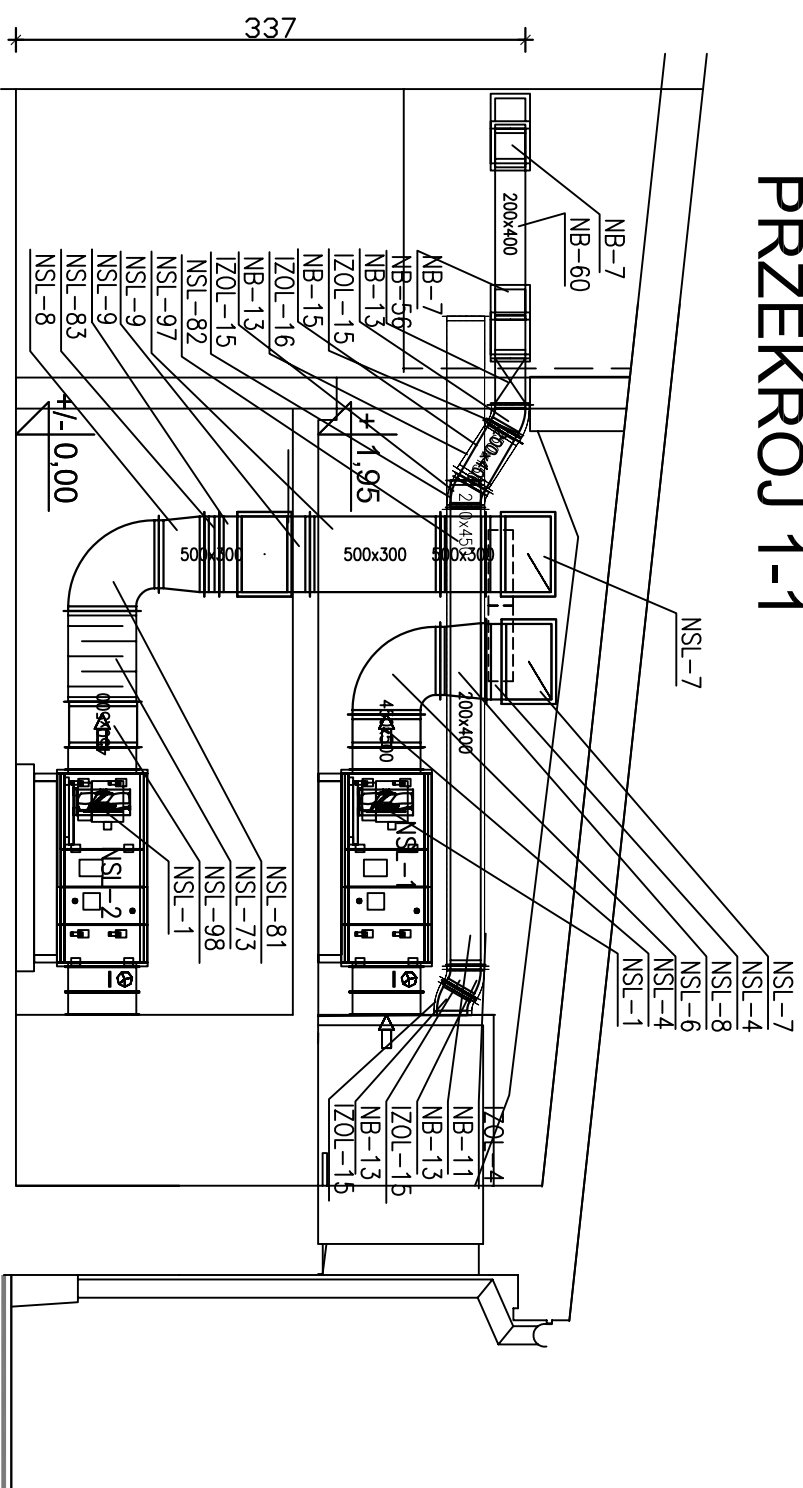 PRZEKROJ 1-1
337
NB-7
NB-60
200x400
NB-7
NB-56
NB-13
IZOL-15
NB-15
IZOL-16
NB-13
IZOL-15
NSL-82
NSL-97
NSL-9
NSL-9
NSL-83
NSL-8
+ 1,95
+/- 0,00
200x45
500x300
500x300
500x300
200x400
NSL-7
NSL-7
NSL-4
NSL-8
NSL-6
NSL-4
NSL-1
NSL-1
NSL-2
NSL-81
NSL-73
NSL-98
NSL-1
IZOL-4
NB-11
NB-13
IZOL-15
NB-13
IZOL-15